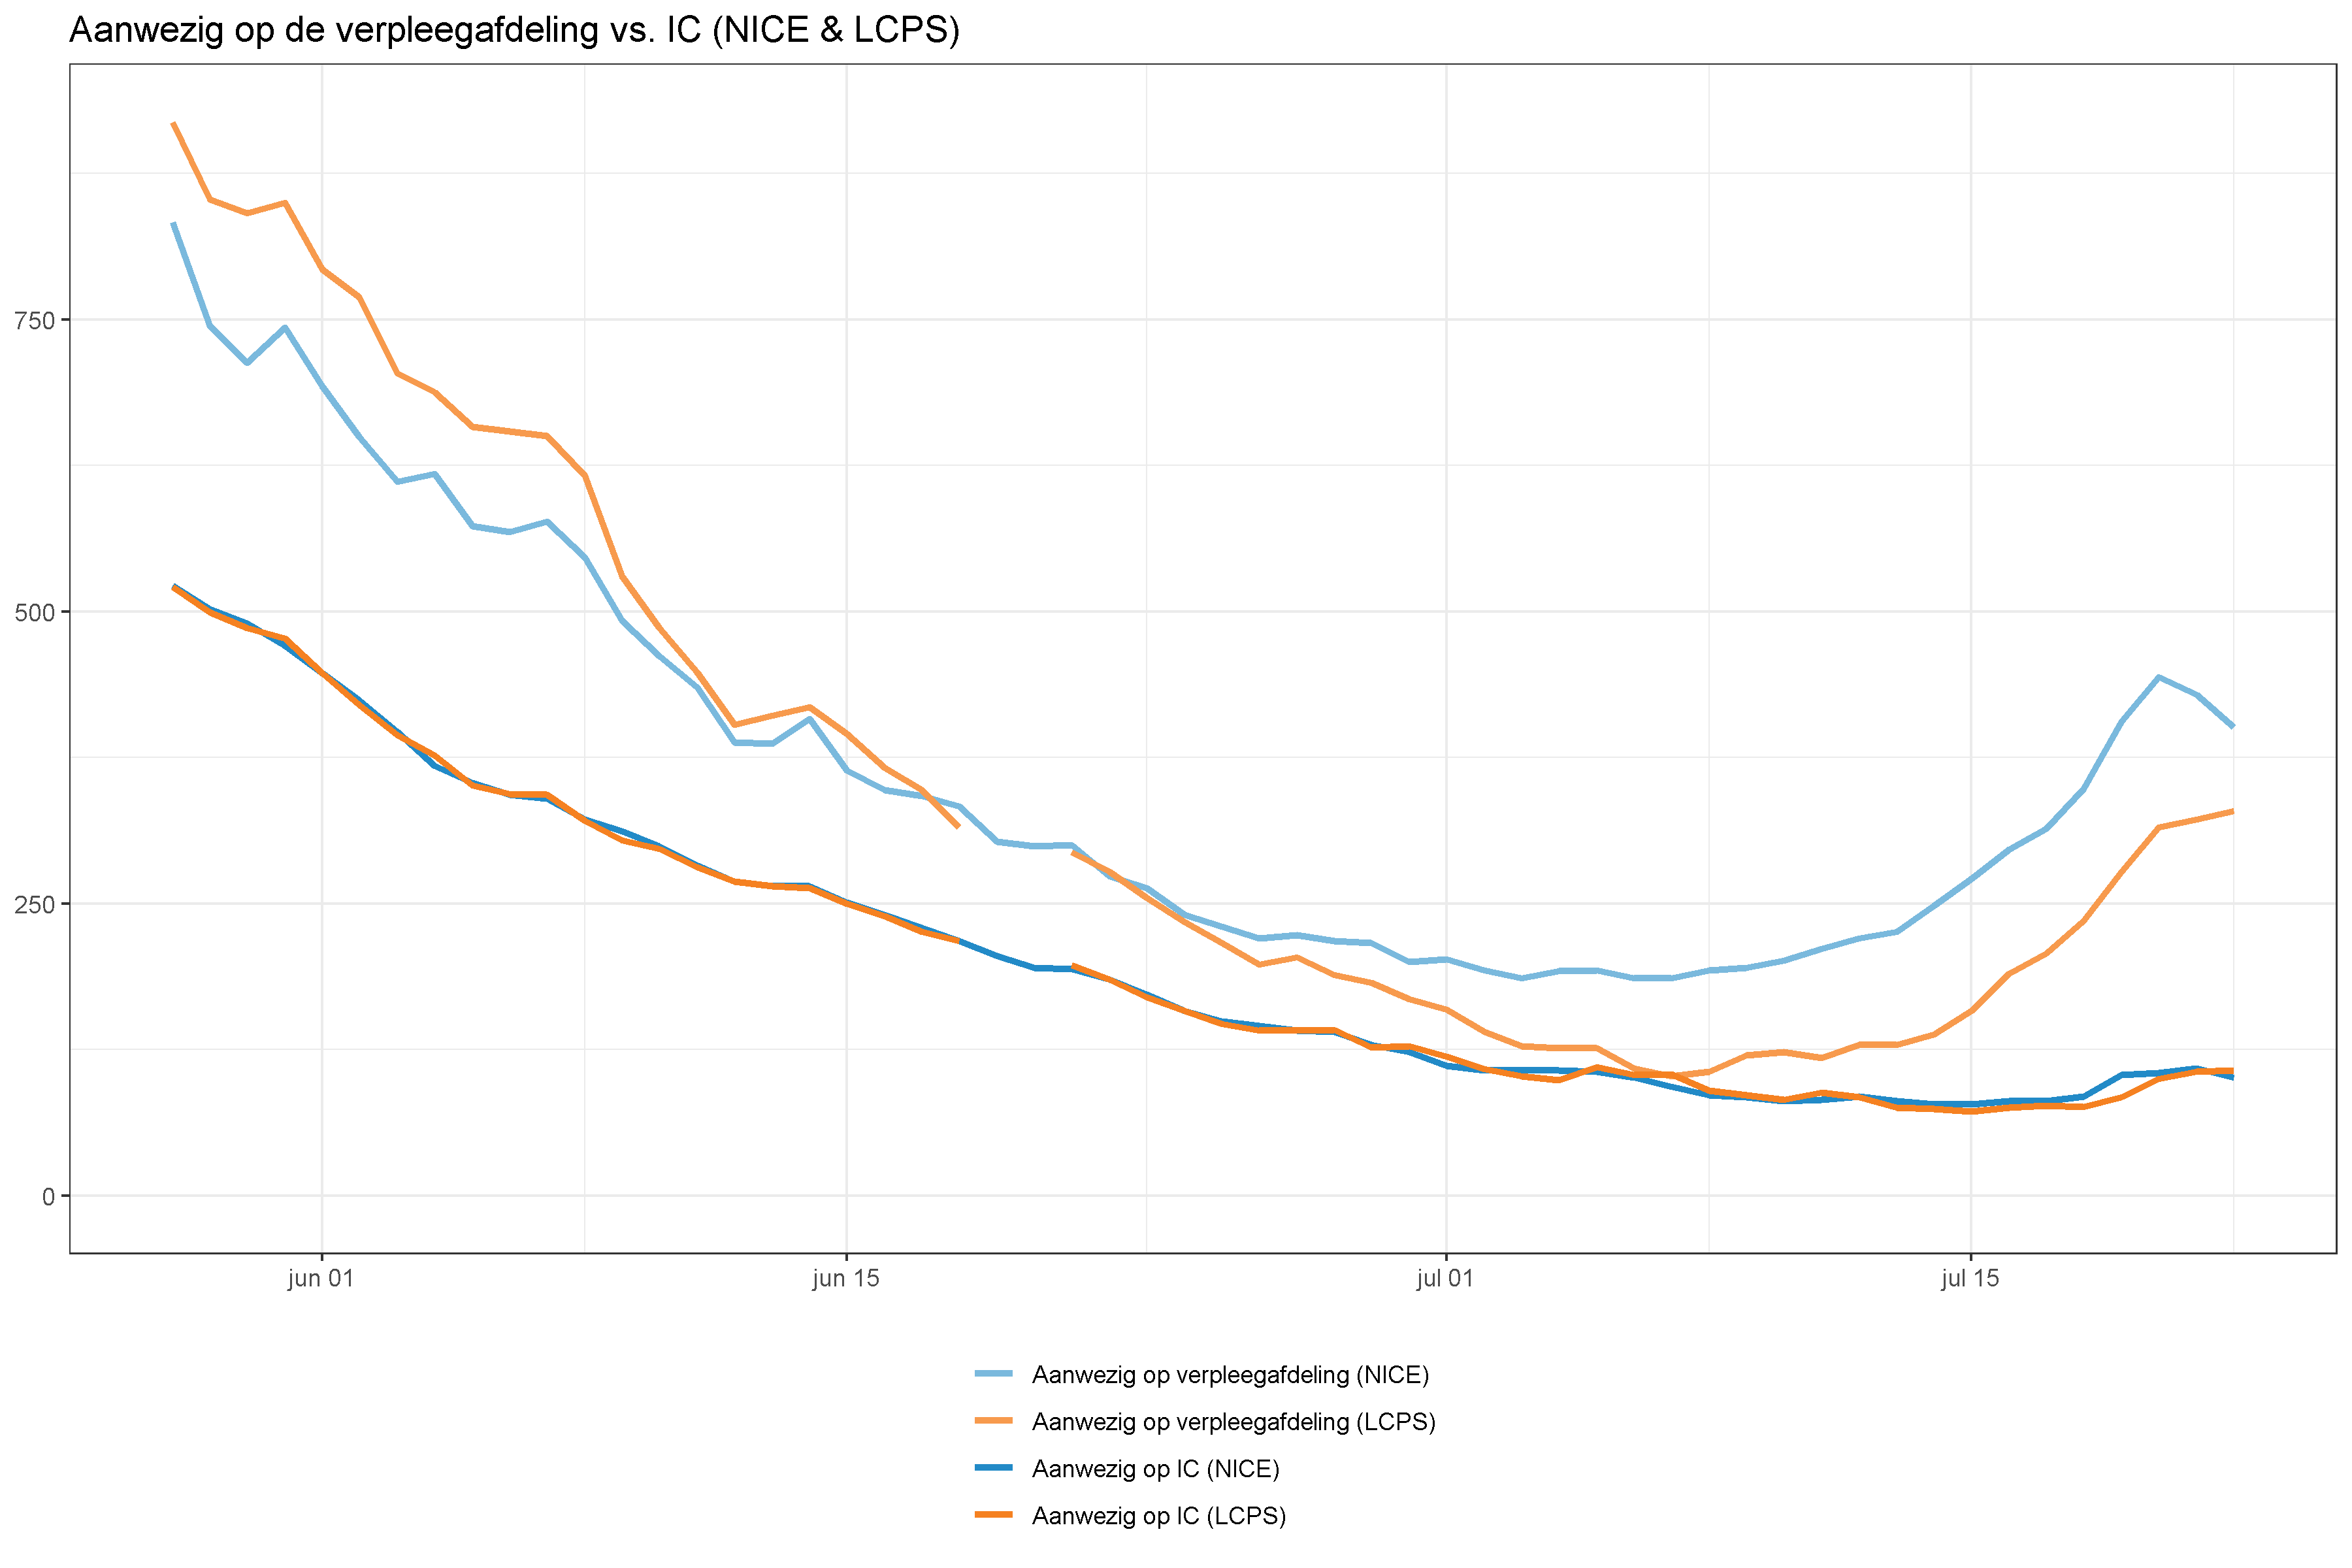 Aanwezig op de verpleegafdeling vs. IC (NICE & LCPS)
750
500
250
0
jun 01 jun 15 jul 01 jul 15
Aanwezig op verpleegafdeling (NICE)
Aanwezig op verpleegafdeling (LCPS)
Aanwezig op IC (NICE)
Aanwezig op IC (LCPS)